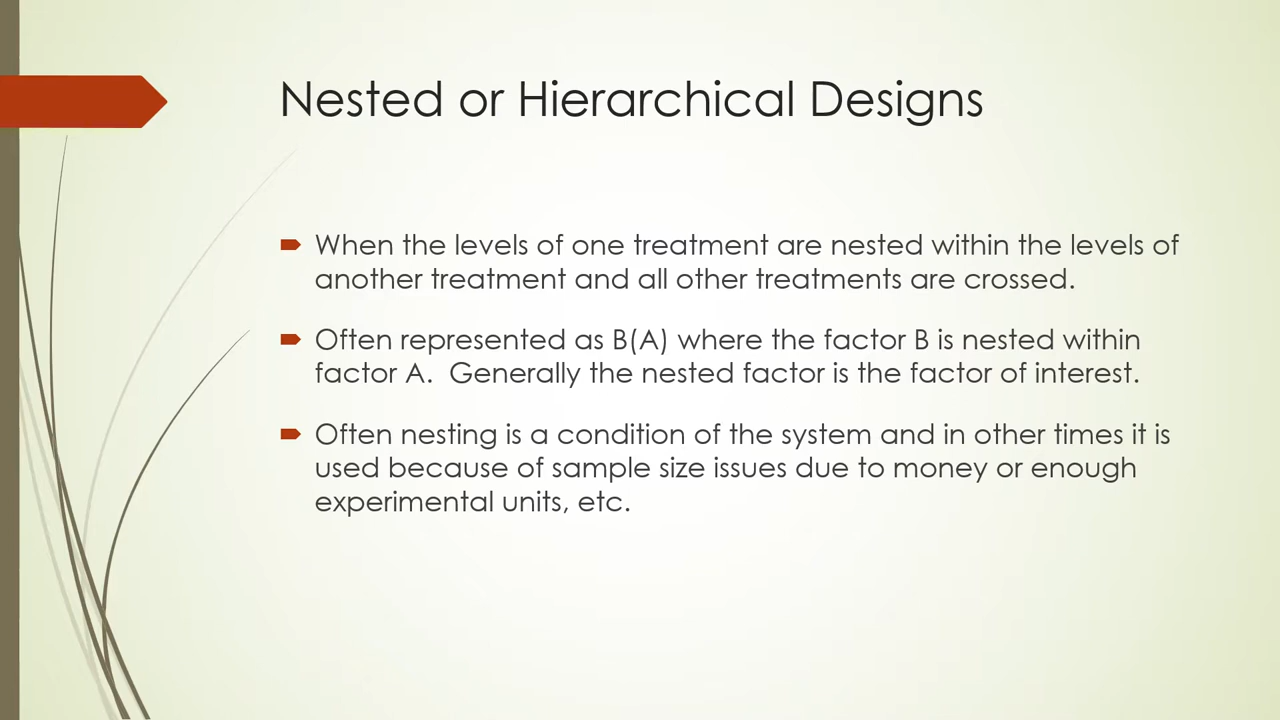 Nested or Hierarchical Designs
When the levels of one treatment are nested within the levels of
another treatment and all other treatments are crossed.
Often represented as B(A) where the factor B is nested within
factor A.  Generally the nested factor is the factor of interest.
Often nesting is a condition of the system and in other times it is
used because of sample size issues due to money or enough
experimental units, etc.